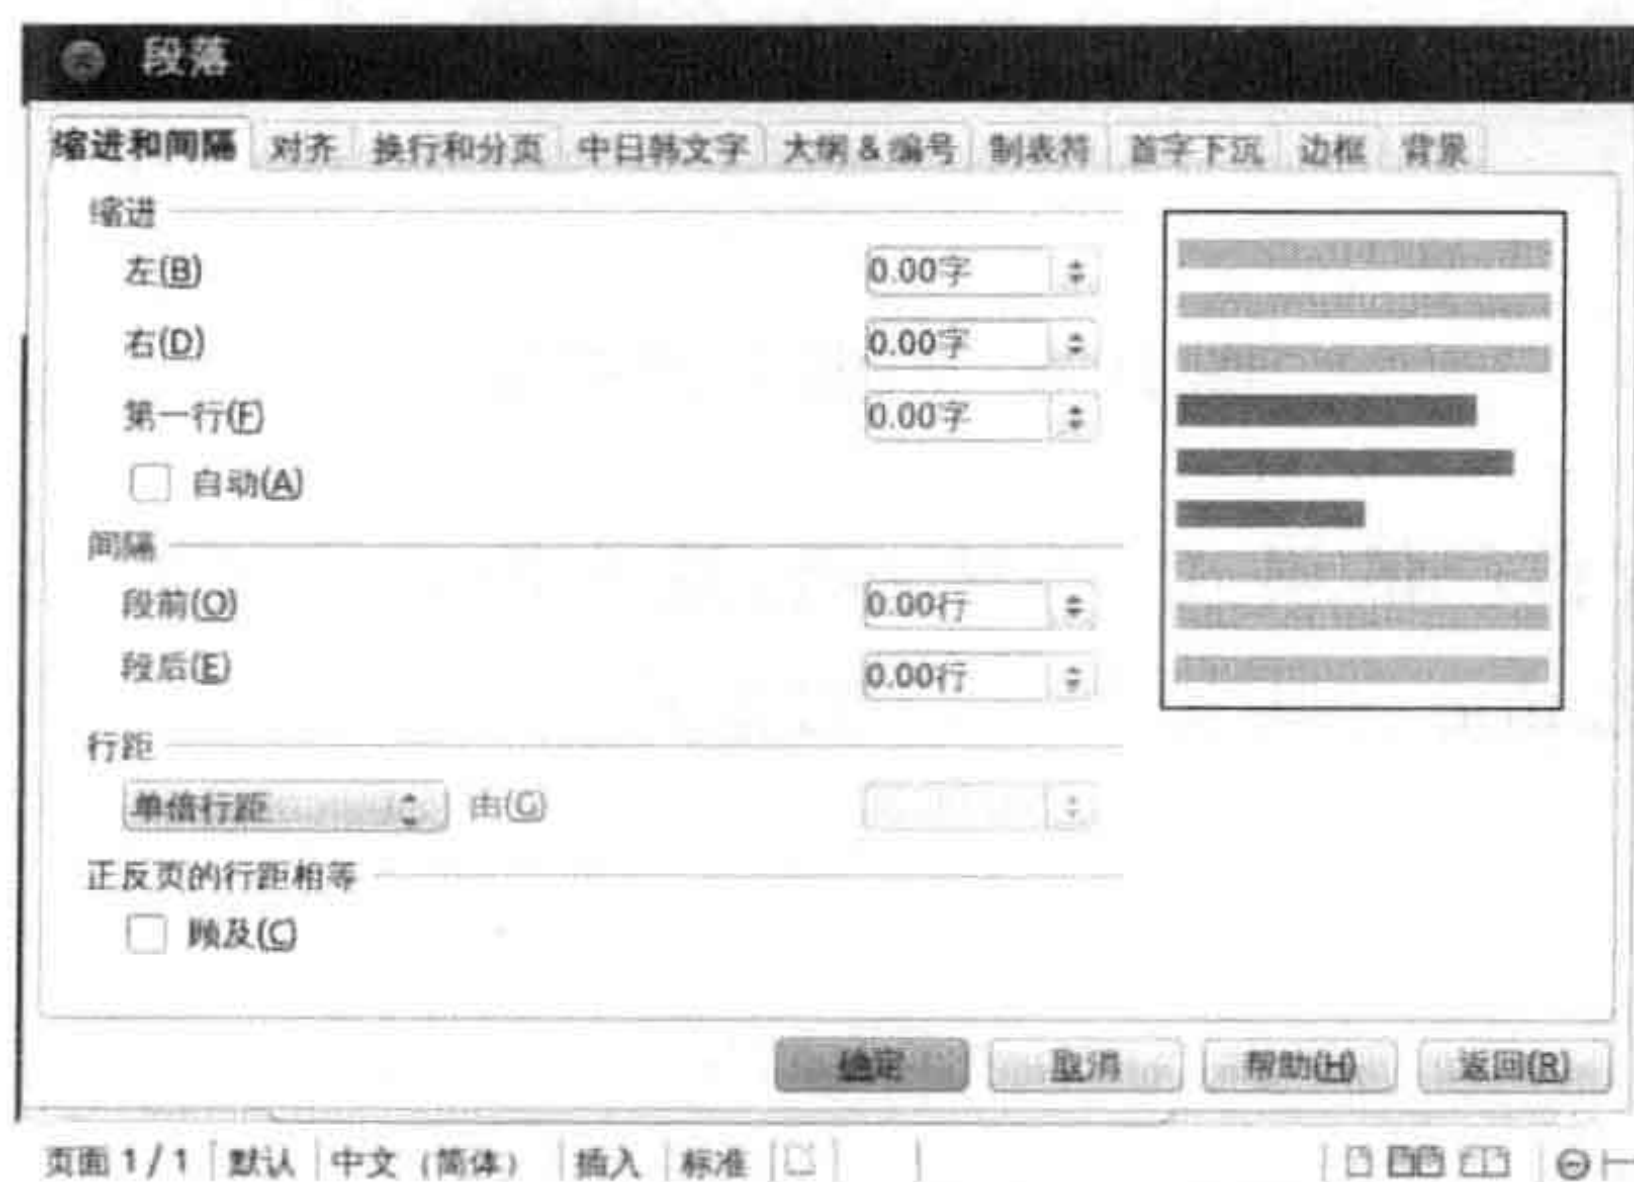 段落
缩进和间隔 对齐 换行和分页 中日韩文字 大纲 & 编号 制表符 首字下沉 边框 背景
缩进
左(B) 0.00字
右(D) 0.00字
第一行(F) 0.00字
自动(A)
间隔
段前(O) 0.00行
段后(E) 0.00行
行距
单倍行距 由(G)
正反页的行距相等
顾及(C)
确定 取消 帮助(H) 返回(R)
页面 1 / 1 默认 中文（简体） 插入 标准